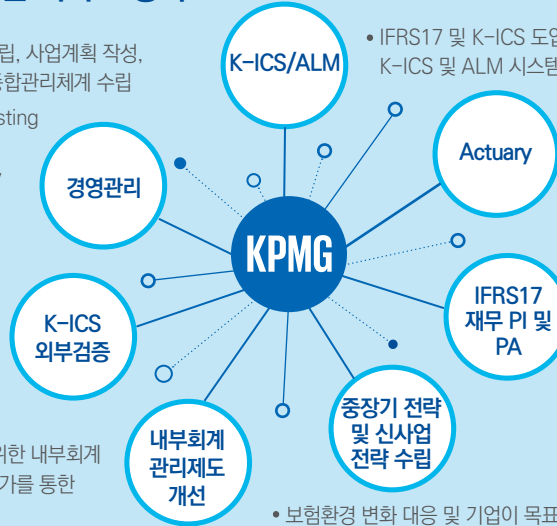 립, 사업계획 작성,
종합관리체계 수립
sting
K-ICS/ALM
• IFRS17 및 K-ICS 도입
K-ICS 및 ALM 시스템
Actuary
경영관리
KPMG
K-ICS
외부검증
IFRS17
재무 PI 및
PA
내부회계
관리제도
개선
중장기 전략
및 신사업
전략 수립
위한 내부회계
가를 통한
• 보험환경 변화 대응 및 기업이 목표